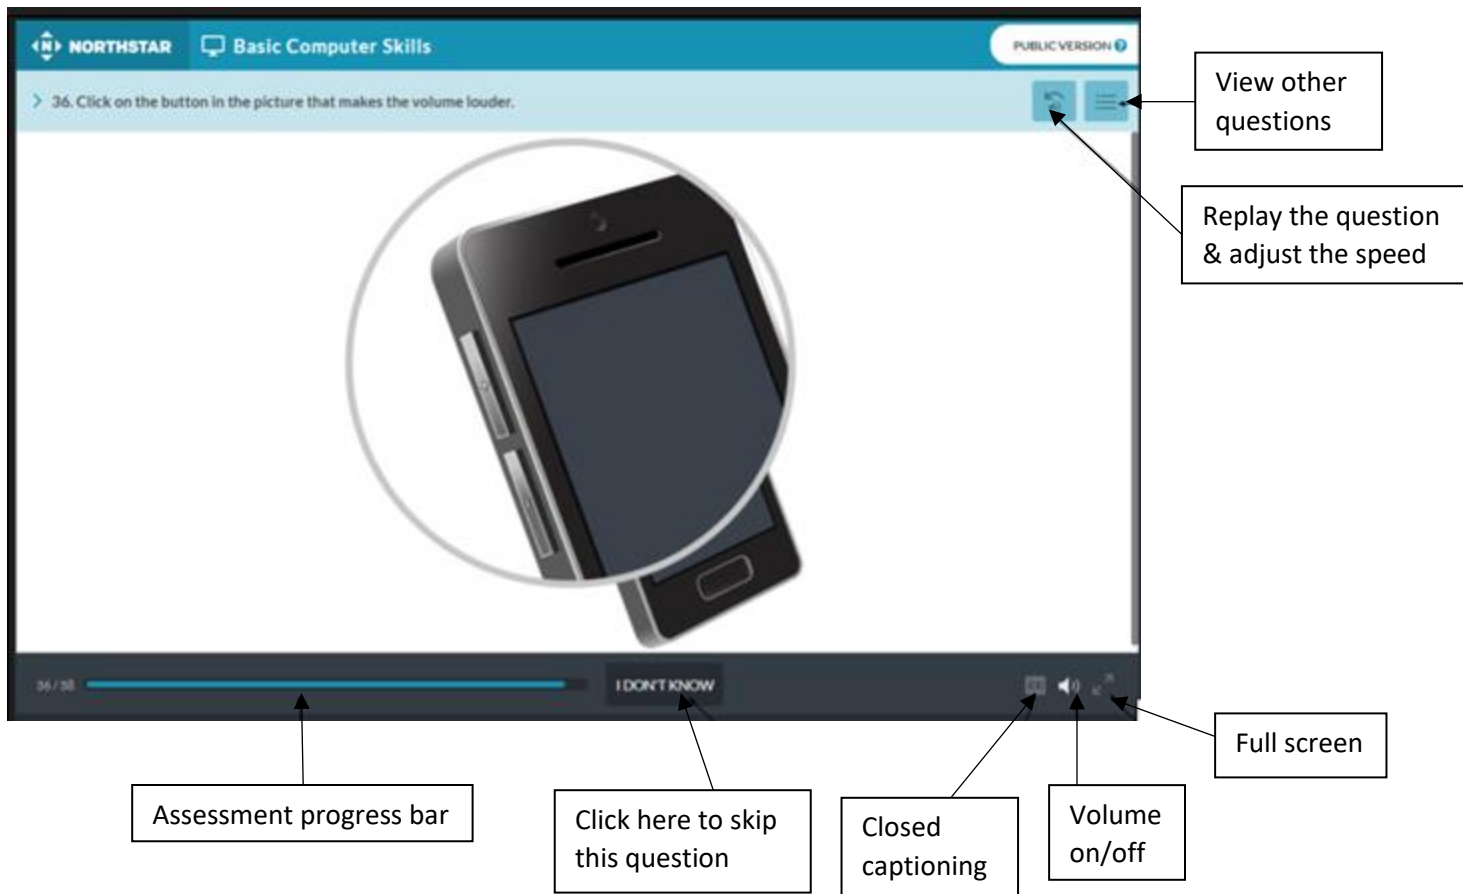 NORTHSTAR Basic Computer Skills PUBLIC VERSION ?
36. Click on the button in the picture that makes the volume louder.
View other
questions
Replay the question
& adjust the speed
36/38 I DON'T KNOW CC
Full screen
Assessment progress bar
Click here to skip
this question
Closed
captioning
Volume
on/off